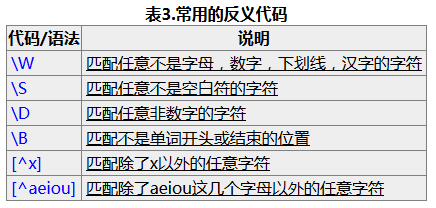 表3.常用的反义代码
代码/语法 说明
\W 匹配任意不是字母，数字，下划线，汉字的字符
\S 匹配任意不是空白符的字符
\D 匹配任意非数字的字符
\B 匹配不是单词开头或结束的位置
[^x] 匹配除了x以外的任意字符
[^aeiou] 匹配除了aeiou这几个字母以外的任意字符